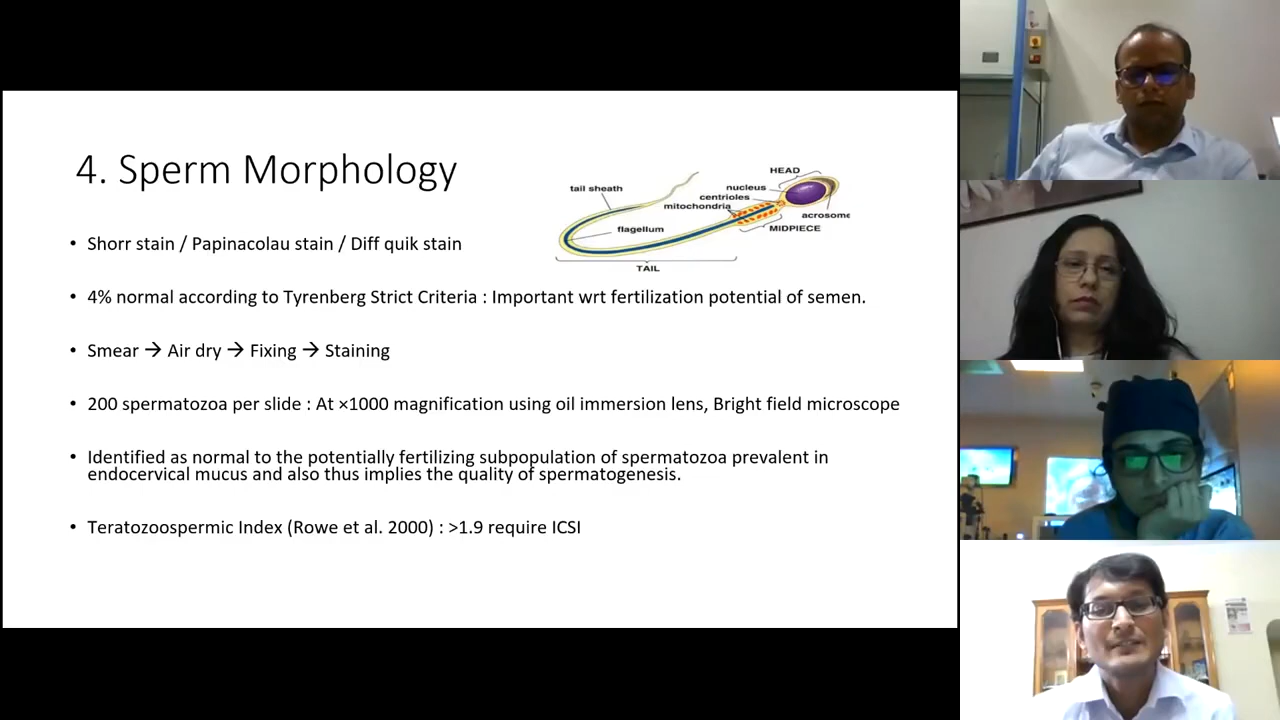 4. Sperm Morphology
HEAD
tail sheath
nucleus
centrioles
mitochondria
acrosome
flagellum
MIDPIECE
TAIL
• Shorr stain / Papinacolau stain / Diff quik stain
• 4% normal according to Tyrenberg Strict Criteria : Important wrt fertilization potential of semen.
• Smear → Air dry → Fixing → Staining
• 200 spermatozoa per slide : At ×1000 magnification using oil immersion lens, Bright field microscope
• Identified as normal to the potentially fertilizing subpopulation of spermatozoa prevalent in
endocervical mucus and also thus implies the quality of spermatogenesis.
• Teratozoospermic Index (Rowe et al. 2000) : >1.9 require ICSI